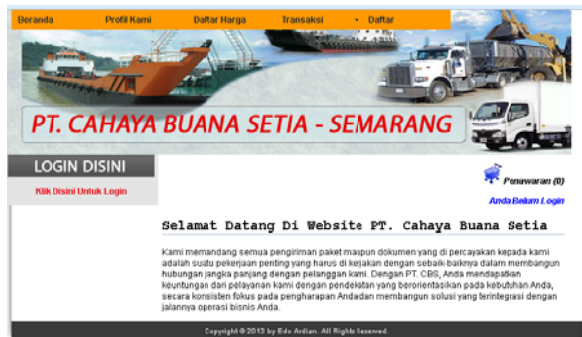 Beranda Profil Kami Daftar Harga Transaksi Daftar
PT. CAHAYA BUANA SETIA - SEMARANG
LOGIN DISINI
Klik Disini Untuk Login
Penawaran (0)
Anda Belum Login
Selamat Datang Di Website PT. Cahaya Buana Setia
Kami memandang semua pengiriman paket maupun dokumen yang di percayakan kepada kami
adalah suatu pekerjaan penting yang harus di kerjakan dengan sebaik-baiknya dalam membangun
hubungan jangka panjang dengan pelanggan kami. Dengan PT. CBS, Anda mendapatkan
keuntungan dari pelayanan kami dengan pendekatan yang berorientasikan pada kebutuhan Anda,
secara konsisten fokus pada pengharapan Andadan membangun solusi yang terintegrasi dengan
jalannya operasi bisnis Anda.
Copyright © 2013 by Edo Ardian. All Rights Reserved.